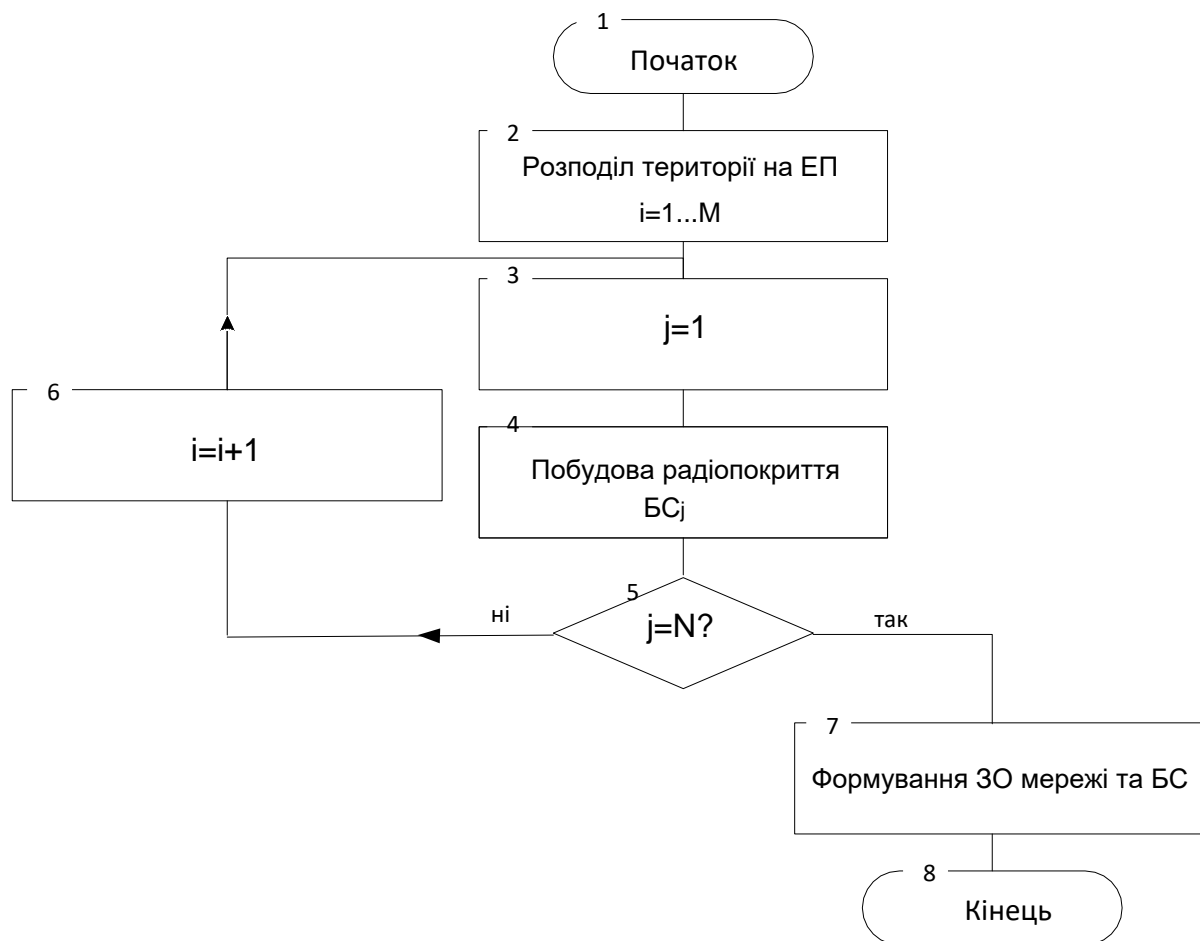 1
Початок
2
Розподіл території на ЕП
i=1...M
3
j=1
6
i=i+1
4
Побудова радіопокриття
БСj
5
j=N?
ні
так
7
Формування ЗО мережі та БС
8
Кінець